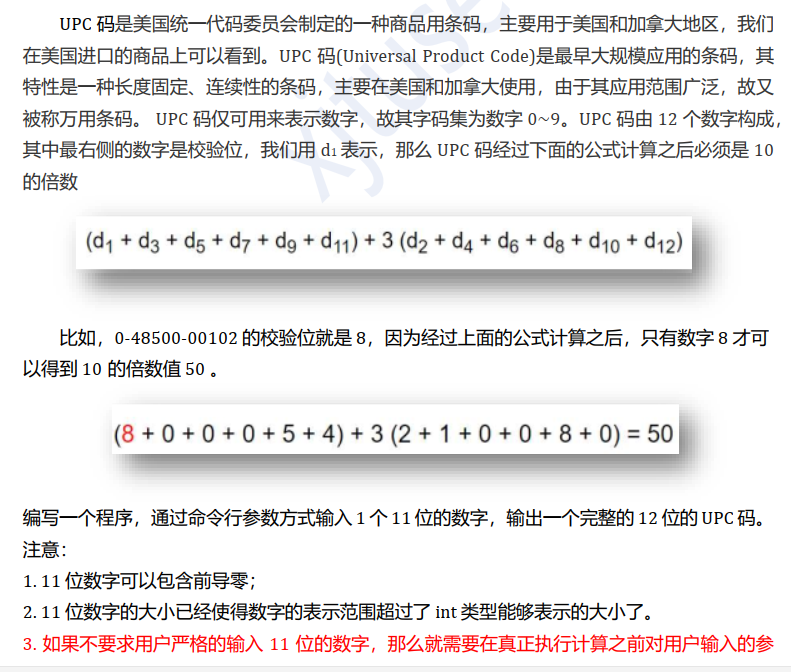 UPC 码是美国统一代码委员会制定的一种商品用条码，主要用于美国和加拿大地区，我们
在美国进口的商品上可以看到。UPC 码(Universal Product Code)是最早大规模应用的条码，其
特性是一种长度固定、连续性的条码，主要在美国和加拿大使用，由于其应用范围广泛，故又
被称万用条码。 UPC 码仅可用来表示数字，故其字码集为数字 0~9。UPC 码由 12 个数字构成，
其中最右侧的数字是校验位，我们用 d₁ 表示，那么 UPC 码经过下面的公式计算之后必须是 10
的倍数
(d₁ + d₃ + d₅ + d₇ + d₉ + d₁₁) + 3 (d₂ + d₄ + d₆ + d₈ + d₁₀ + d₁₂)
比如，0-48500-00102 的校验位就是 8，因为经过上面的公式计算之后，只有数字 8 才可
以得到 10 的倍数值 50 。
(8 + 0 + 0 + 0 + 5 + 4) + 3 (2 + 1 + 0 + 0 + 8 + 0) = 50
编写一个程序，通过命令行参数方式输入 1 个 11 位的数字，输出一个完整的 12 位的 UPC 码。
注意：
1. 11 位数字可以包含前导零；
2. 11 位数字的大小已经使得数字的表示范围超过了 int 类型能够表示的大小了。
3. 如果不要求用户严格的输入 11 位的数字，那么就需要在真正执行计算之前对用户输入的参
xjtuse